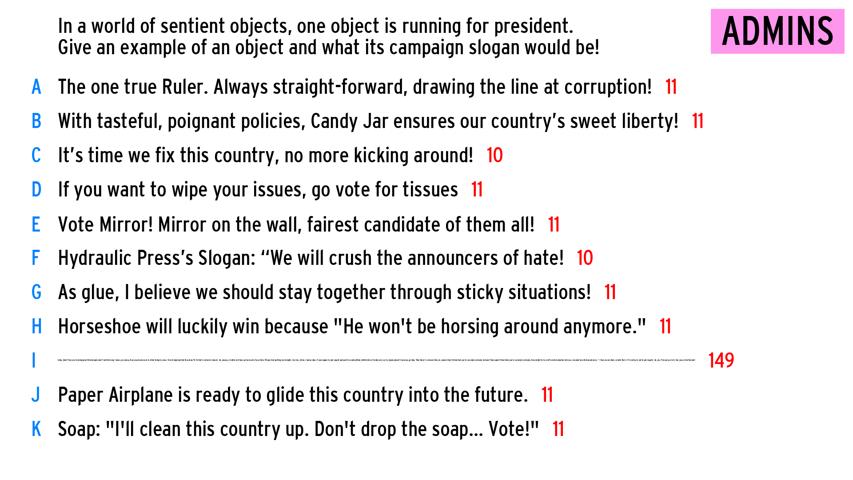 In a world of sentient objects, one object is running for president.
Give an example of an object and what its campaign slogan would be!
ADMINS
A The one true Ruler. Always straight-forward, drawing the line at corruption! 11
B With tasteful, poignant policies, Candy Jar ensures our country's sweet liberty! 11
C It's time we fix this country, no more kicking around! 10
D If you want to wipe your issues, go vote for tissues 11
E Vote Mirror! Mirror on the wall, fairest candidate of them all! 11
F Hydraulic Press's Slogan: “We will crush the announcers of hate! 10
G As glue, I believe we should stay together through sticky situations! 11
H Horseshoe will luckily win because "He won't be horsing around anymore." 11
I 149
J Paper Airplane is ready to glide this country into the future. 11
K Soap: "I'll clean this country up. Don't drop the soap... Vote!" 11